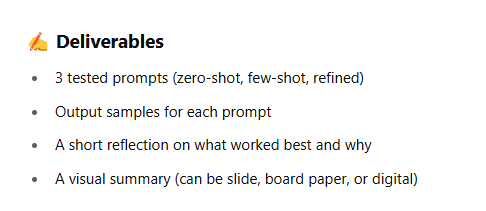 ✍️ Deliverables
• 3 tested prompts (zero-shot, few-shot, refined)
• Output samples for each prompt
• A short reflection on what worked best and why
• A visual summary (can be slide, board paper, or digital)